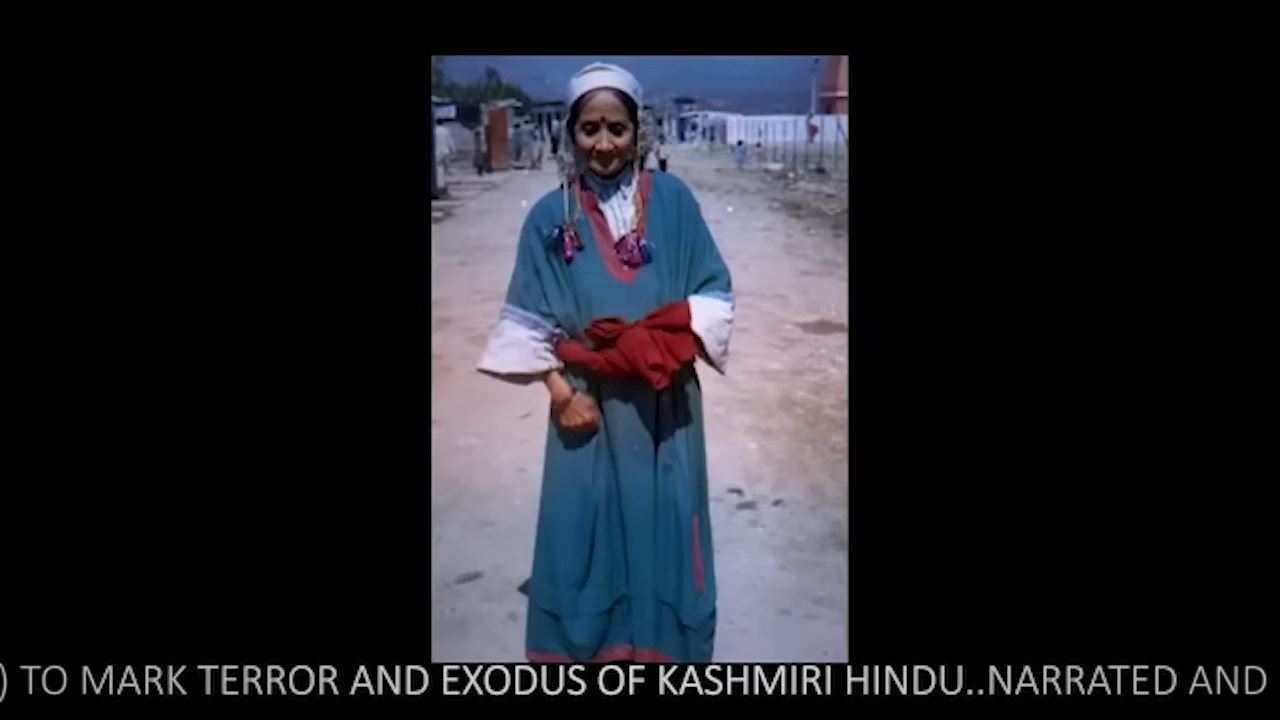 ) TO MARK TERROR AND EXODUS OF KASHMIRI HINDU..NARRATED AND